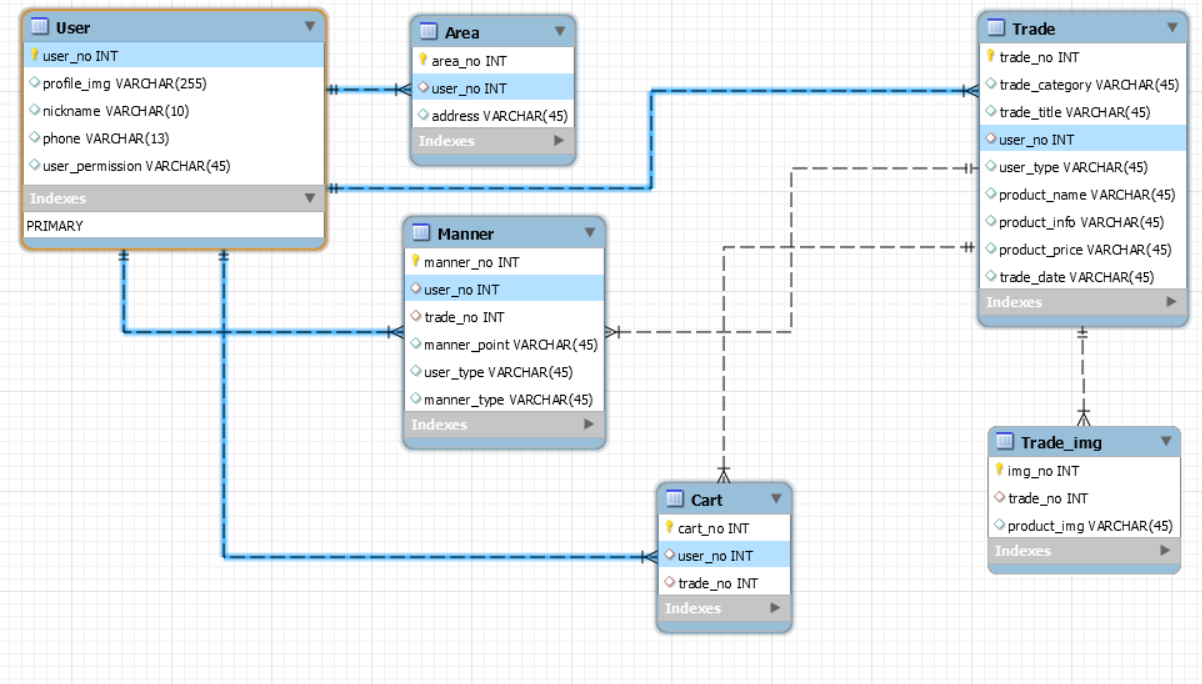 User
user_no INT
profile_img VARCHAR(255)
nickname VARCHAR(10)
phone VARCHAR(13)
user_permission VARCHAR(45)
Indexes
PRIMARY
Area
area_no INT
user_no INT
address VARCHAR(45)
Indexes
Trade
trade_no INT
trade_category VARCHAR(45)
trade_title VARCHAR(45)
user_no INT
user_type VARCHAR(45)
product_name VARCHAR(45)
product_info VARCHAR(45)
product_price VARCHAR(45)
trade_date VARCHAR(45)
Indexes
Manner
manner_no INT
user_no INT
trade_no INT
manner_point VARCHAR(45)
user_type VARCHAR(45)
manner_type VARCHAR(45)
Indexes
Cart
cart_no INT
user_no INT
trade_no INT
Indexes
Trade_img
img_no INT
trade_no INT
product_img VARCHAR(45)
Indexes